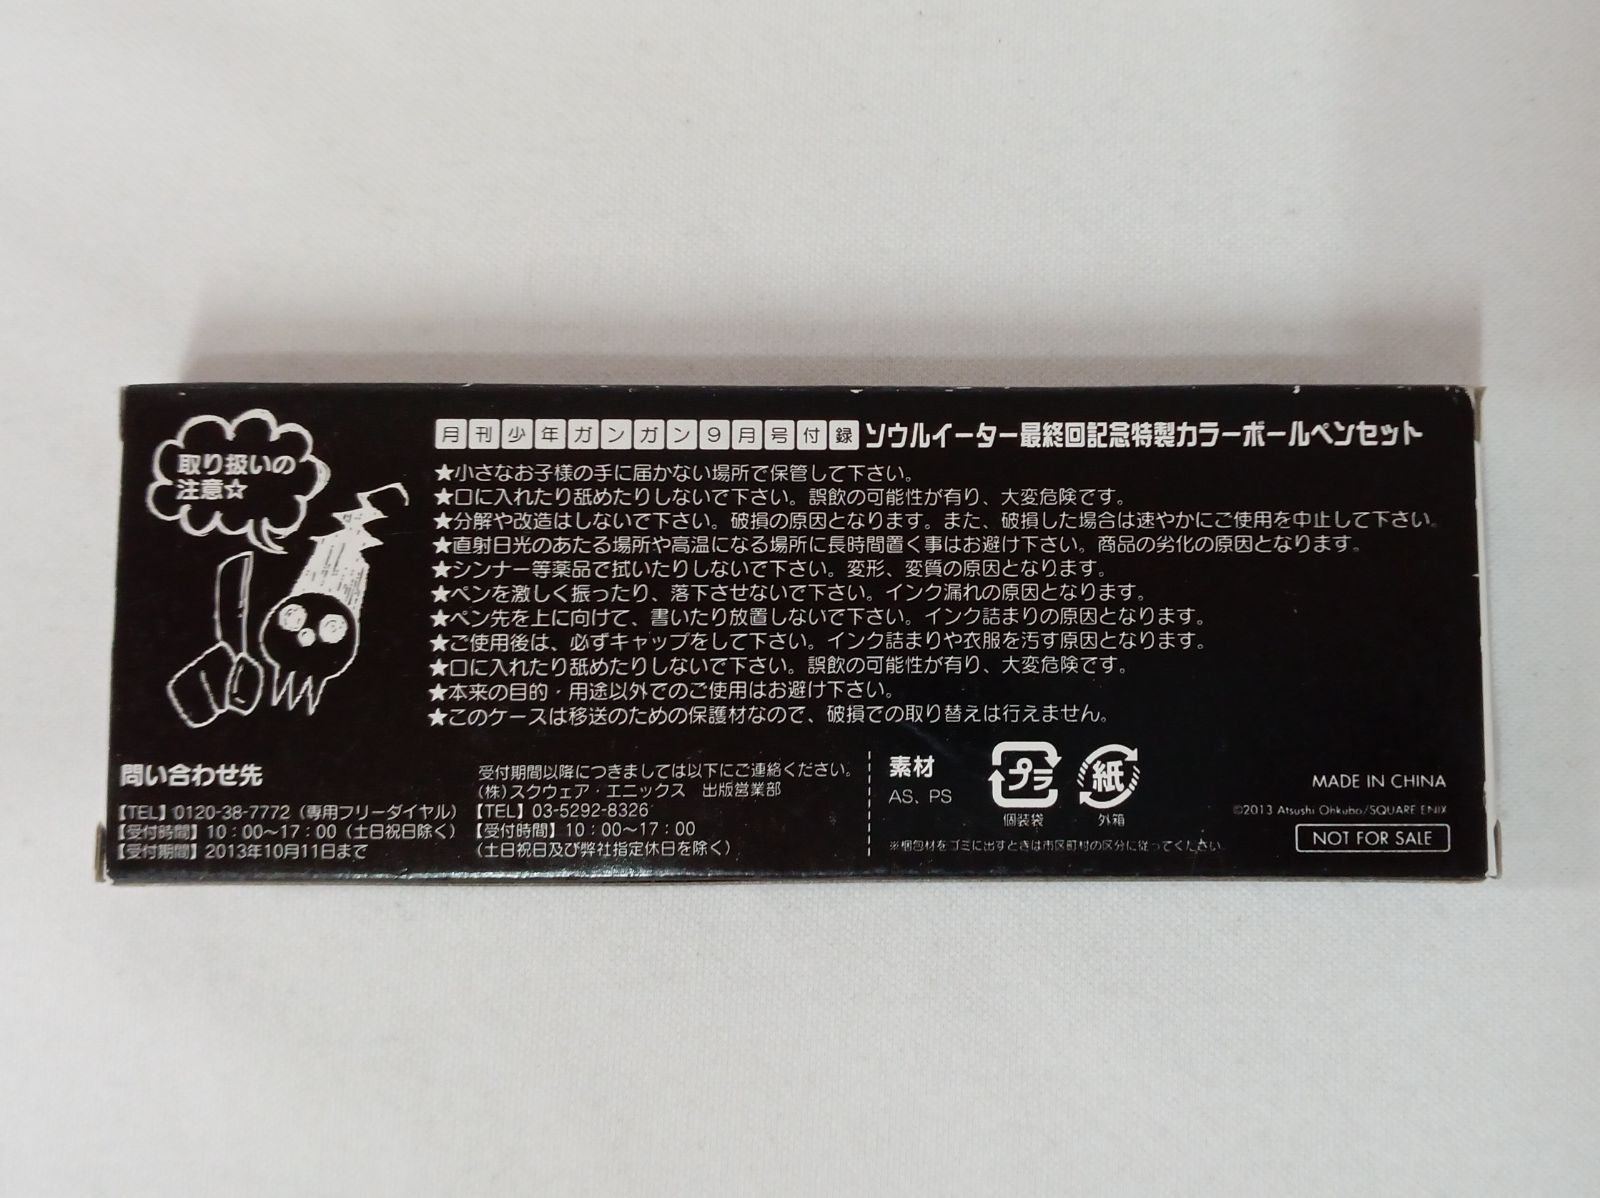 取り扱いの
注意☆
月刊少年ガンガン9月号付録 ソウルイーター最終回記念特製カラーボールペンセット
★小さなお子様の手に届かない場所で保管して下さい。
★口に入れたり舐めたりしないで下さい。誤飲の可能性が有り、大変危険です。
★分解や改造はしないで下さい。破損の原因となります。また、破損した場合は速やかにご使用を中止して下さい。
★直射日光のあたる場所や高温になる場所に長時間置く事はお避け下さい。商品の劣化の原因となります。
★シンナー等薬品で拭いたりしないで下さい。変形、変質の原因となります。
★ペンを激しく振ったり、落下させないで下さい。インク漏れの原因となります。
★ペン先を上に向けて、書いたり放置しないで下さい。インク詰まりの原因となります。
★ご使用後は、必ずキャップをして下さい。インク詰まりや衣服を汚す原因となります。
★口に入れたり舐めたりしないで下さい。誤飲の可能性が有り、大変危険です。
★本来の目的・用途以外でのご使用はお避け下さい。
★このケースは移送のための保護材なので、破損での取り替えは行えません。
問い合わせ先
【TEL】0120-38-7772（専用フリーダイヤル）
【受付時間】10：00～17：00（土日祝日除く）
【受付期間】2013年10月11日まで
受付期間以降につきましては以下にご連絡ください。
(株)スクウェア・エニックス 出版営業部
【TEL】03-5292-8326
【受付時間】10：00～17：00
（土日祝日及び弊社指定休日を除く）
素材
AS、PS
プラ
個装袋
紙
外箱
※梱包材をゴミに出すときは市区町村の区分に従ってください。
MADE IN CHINA
©2013 Atsushi Ohkubo/SQUARE ENIX
NOT FOR SALE